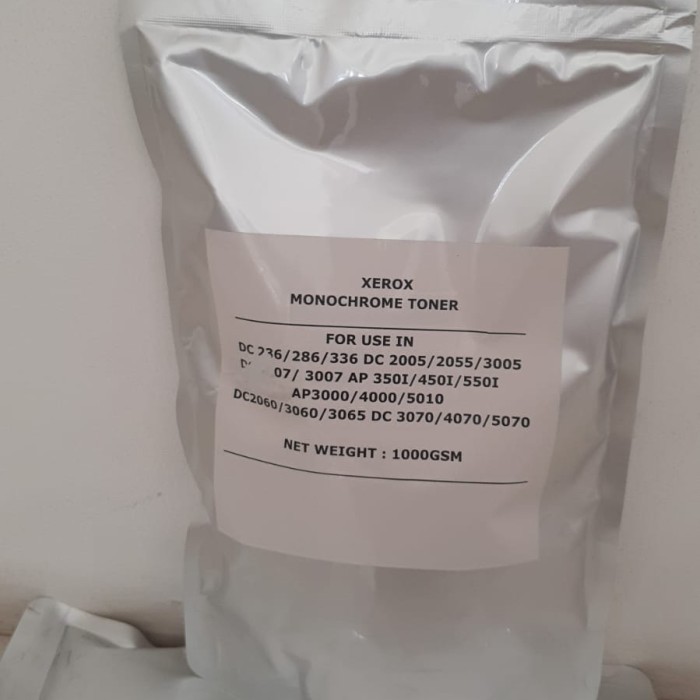 XEROX
MONOCHROME TONER
FOR USE IN
DC 236/286/336 DC 2005/2055/3005
07/ 3007 AP 350I/450I/550I
AP3000/4000/5010
DC2060/3060/3065 DC 3070/4070/5070
NET WEIGHT : 1000GSM